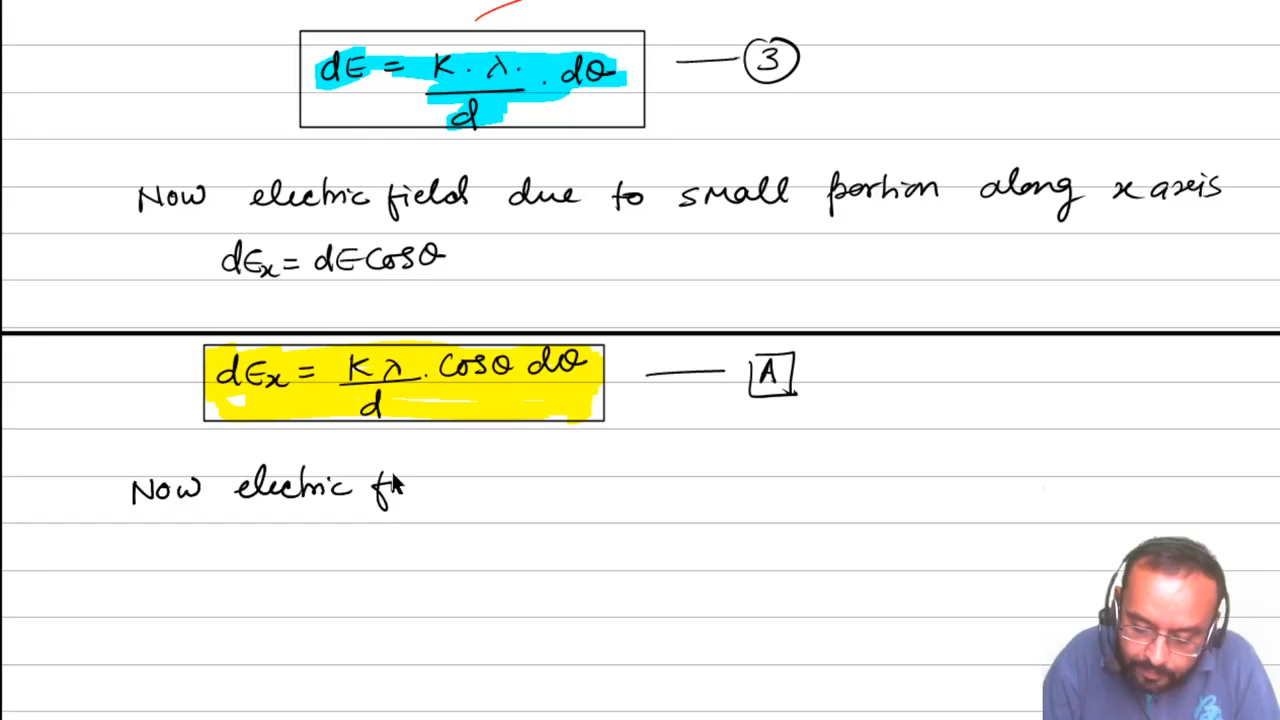 dE = K·λ·/d · dθ — 3
Now electric field due to small portion along x axis
dEx = dE Cosθ
dEx = Kλ/d · Cosθ dθ — A
Now electric f